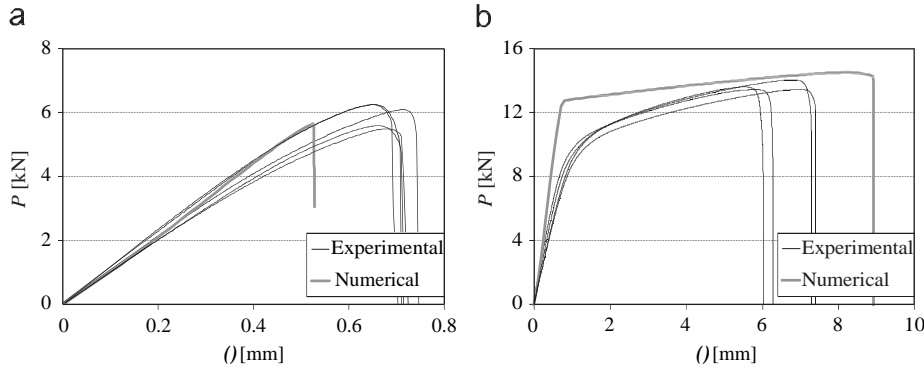 a
8
6
4
2
0
P [kN]
Experimental
Numerical
0 0.2 0.4 0.6 0.8
() [mm]
b
16
12
8
4
0
P [kN]
Experimental
Numerical
0 2 4 6 8 10
() [mm]